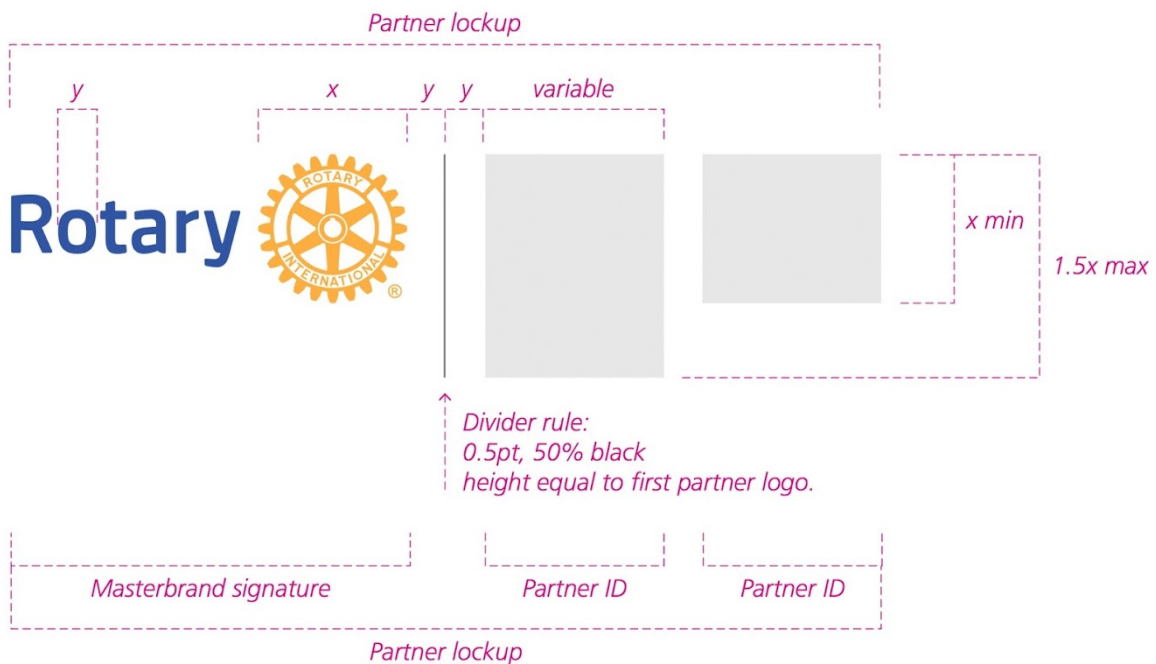 Partner lockup
y
x
y
y
variable
Rotary
ROTARY
INTERNATIONAL
®
x min
1.5x max
Divider rule:
0.5pt, 50% black
height equal to first partner logo.
Masterbrand signature
Partner ID
Partner ID
Partner lockup